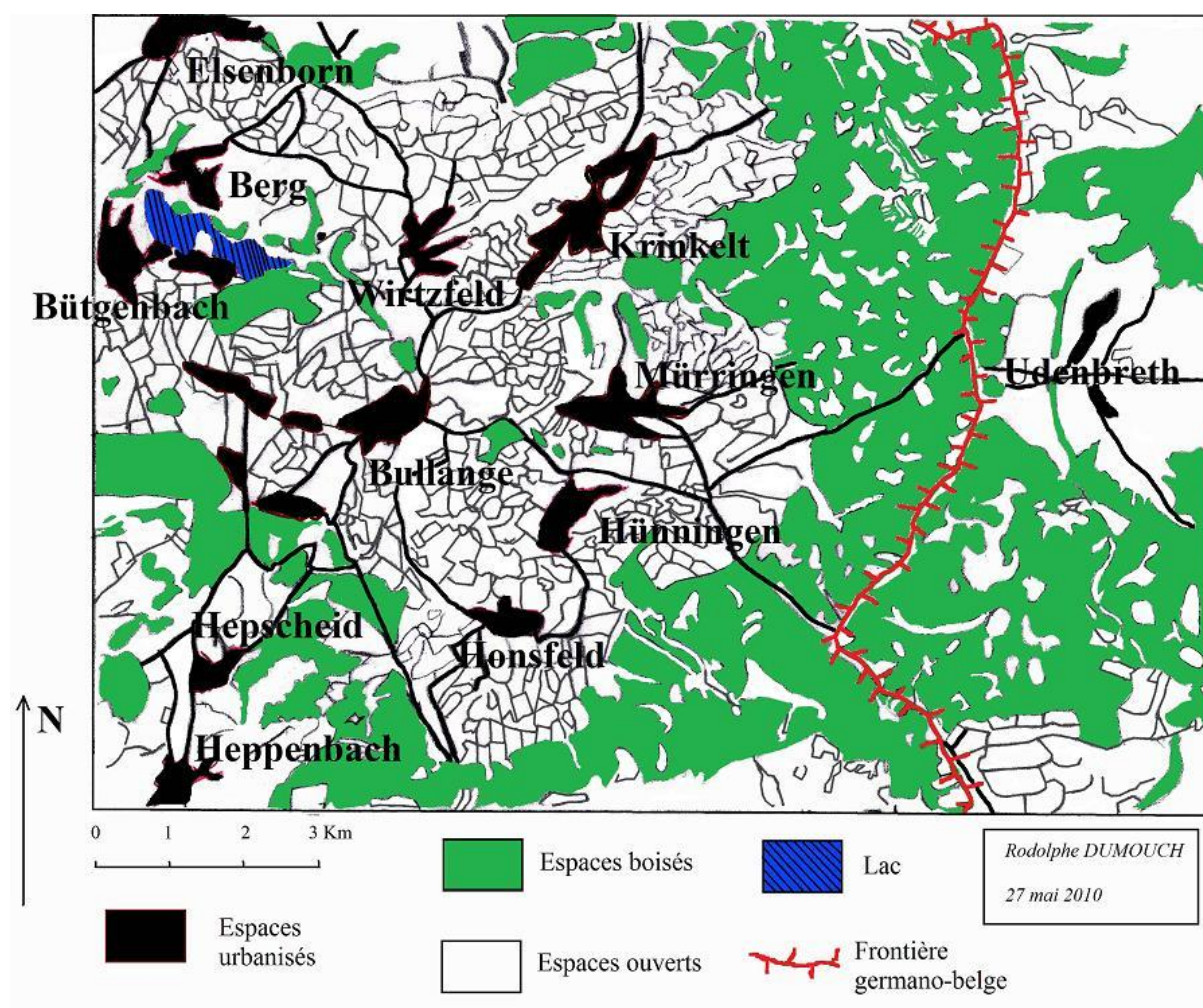 Elsenborn
Berg
Krinkelt
Bütgenbach
Wirtzfeld
Mürringen
Udenbreth
Bullange
Hünningen
Hepscheid
Honsfeld
N
Heppenbach
0 1 2 3 Km
Espaces boisés
Lac
Rodolphe DUMOUCH
27 mai 2010
Espaces
urbanisés
Espaces ouverts
Frontière
germano-belge